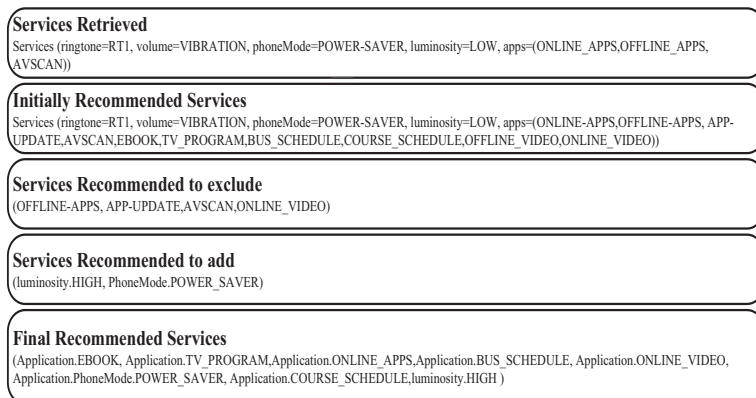 Services Retrieved
Services (ringtone=RT1, volume=VIBRATION, phoneMode=POWER-SAVER, luminosity=LOW, apps=(ONLINE_APPS,OFFLINE_APPS,
AVSCAN))
Initially Recommended Services
Services (ringtone=RT1, volume=VIBRATION, phoneMode=POWER-SAVER, luminosity=LOW, apps=(ONLINE-APPS,OFFLINE-APPS, APP-
UPDATE,AVSCAN,EBOOK,TV_PROGRAM,BUS_SCHEDULE,COURSE_SCHEDULE,OFFLINE_VIDEO,ONLINE_VIDEO))
Services Recommended to exclude
(OFFLINE-APPS, APP-UPDATE,AVSCAN,ONLINE_VIDEO)
Services Recommended to add
(luminosity.HIGH, PhoneMode.POWER_SAVER)
Final Recommended Services
(Application.EBOOK, Application.TV_PROGRAM,Application.ONLINE_APPS,Application.BUS_SCHEDULE, Application.ONLINE_VIDEO,
Application.PhoneMode.POWER_SAVER, Application.COURSE_SCHEDULE,luminosity.HIGH )